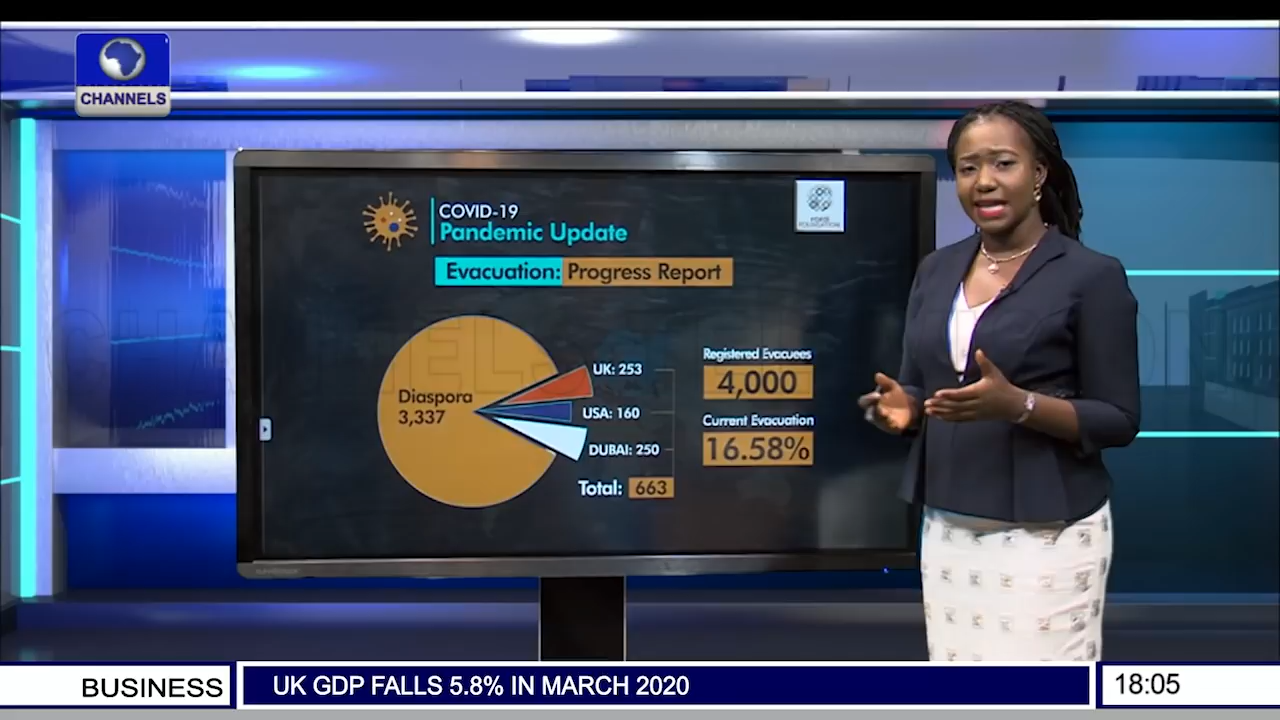 CHANNELS
COVID-19
Pandemic Update
Evacuation: Progress Report
Diaspora
3,337
UK: 253
USA: 160
DUBAI: 250
Total: 663
Registered Evacuees
4,000
Current Evacuation
16.58%
FOUNDATION
BUSINESS
UK GDP FALLS 5.8% IN MARCH 2020
18:05